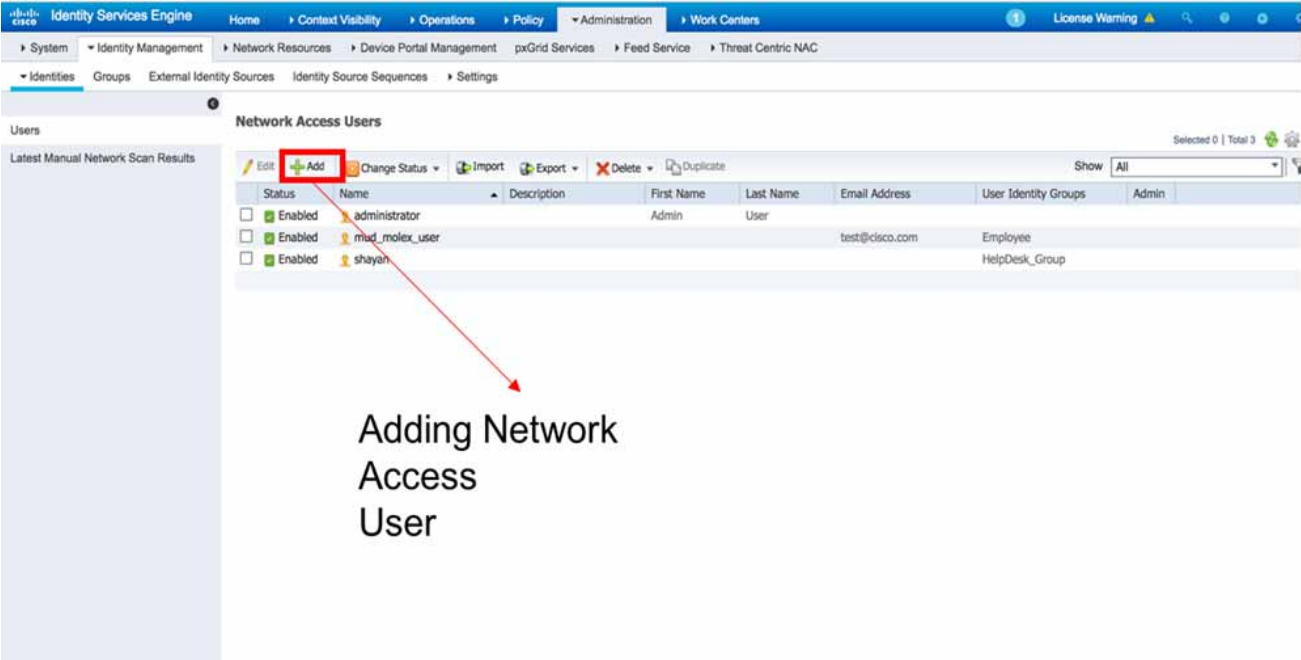 cisco Identity Services Engine Home Context Visibility Operations Policy Administration Work Centers 1 License Warning
System Identity Management Network Resources Device Portal Management pxGrid Services Feed Service Threat Centric NAC
Identities Groups External Identity Sources Identity Source Sequences Settings
Users
Latest Manual Network Scan Results
Network Access Users
Selected 0 | Total 3
Edit Add Change Status Import Export Delete Duplicate Show All
Status Name Description First Name Last Name Email Address User Identity Groups Admin
Enabled administrator Admin User
Enabled mud_molex_user test@cisco.com Employee
Enabled shayan HelpDesk_Group
Adding Network
Access
User